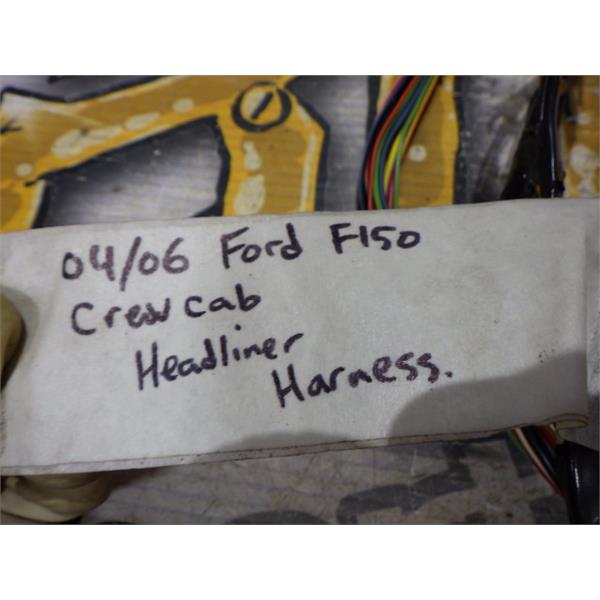 04/06 Ford F150
Crew cab
Headliner
Harness.